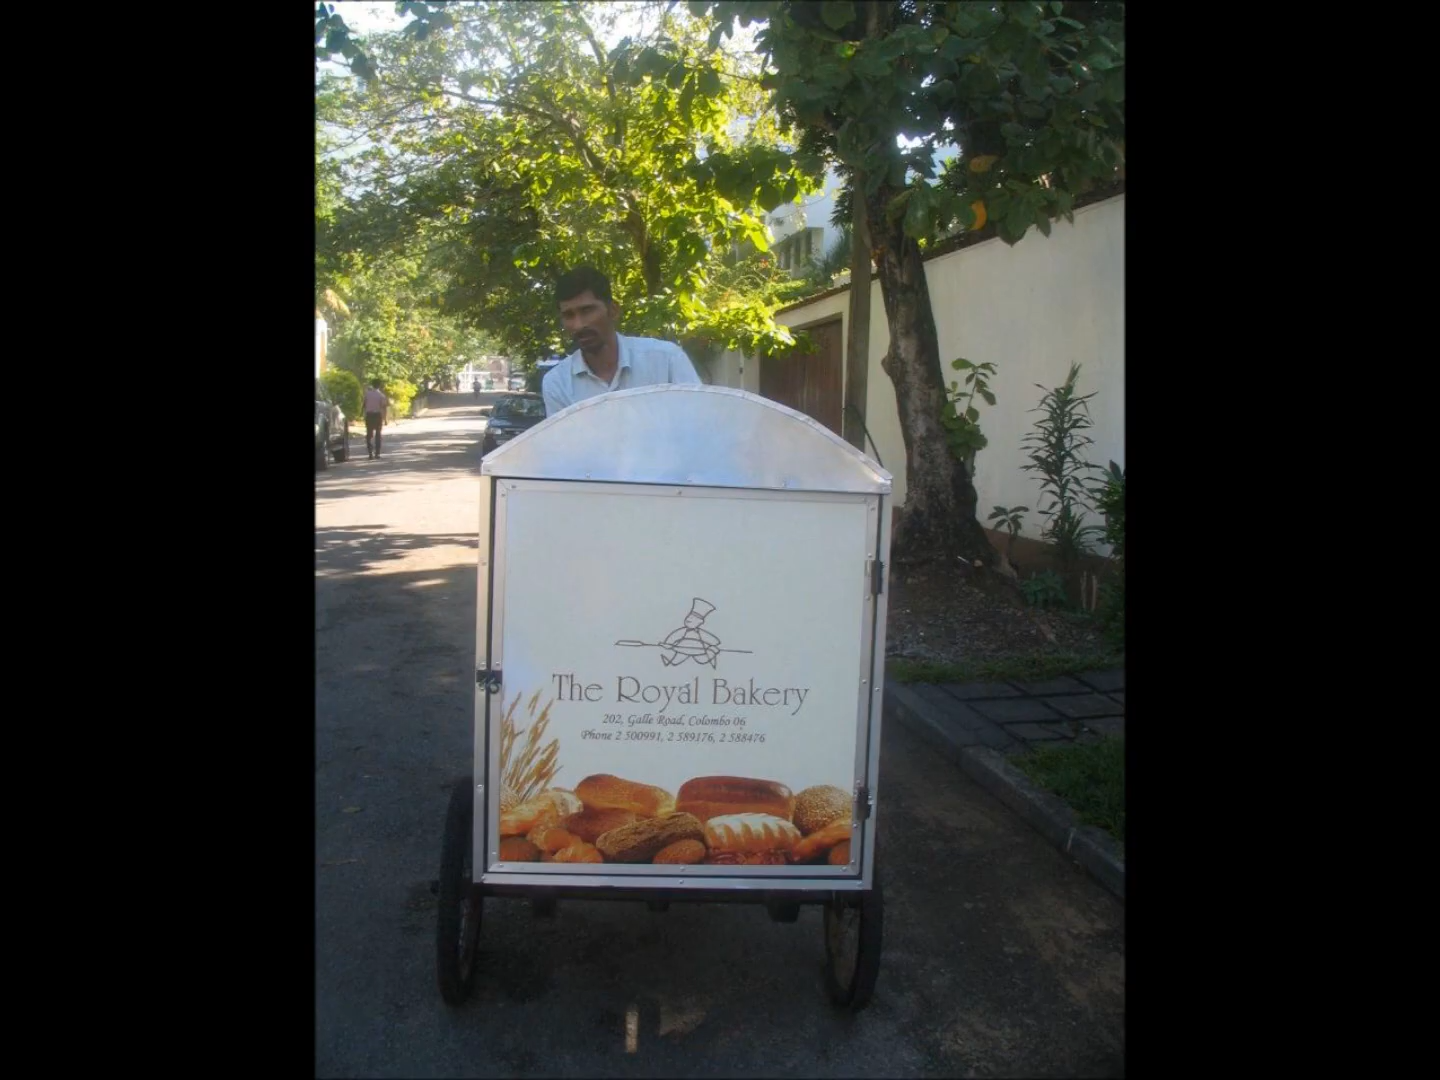 The Royal Bakery
202, Galle Road, Colombo 06
Phone 2 500991, 2 589176, 2 588476